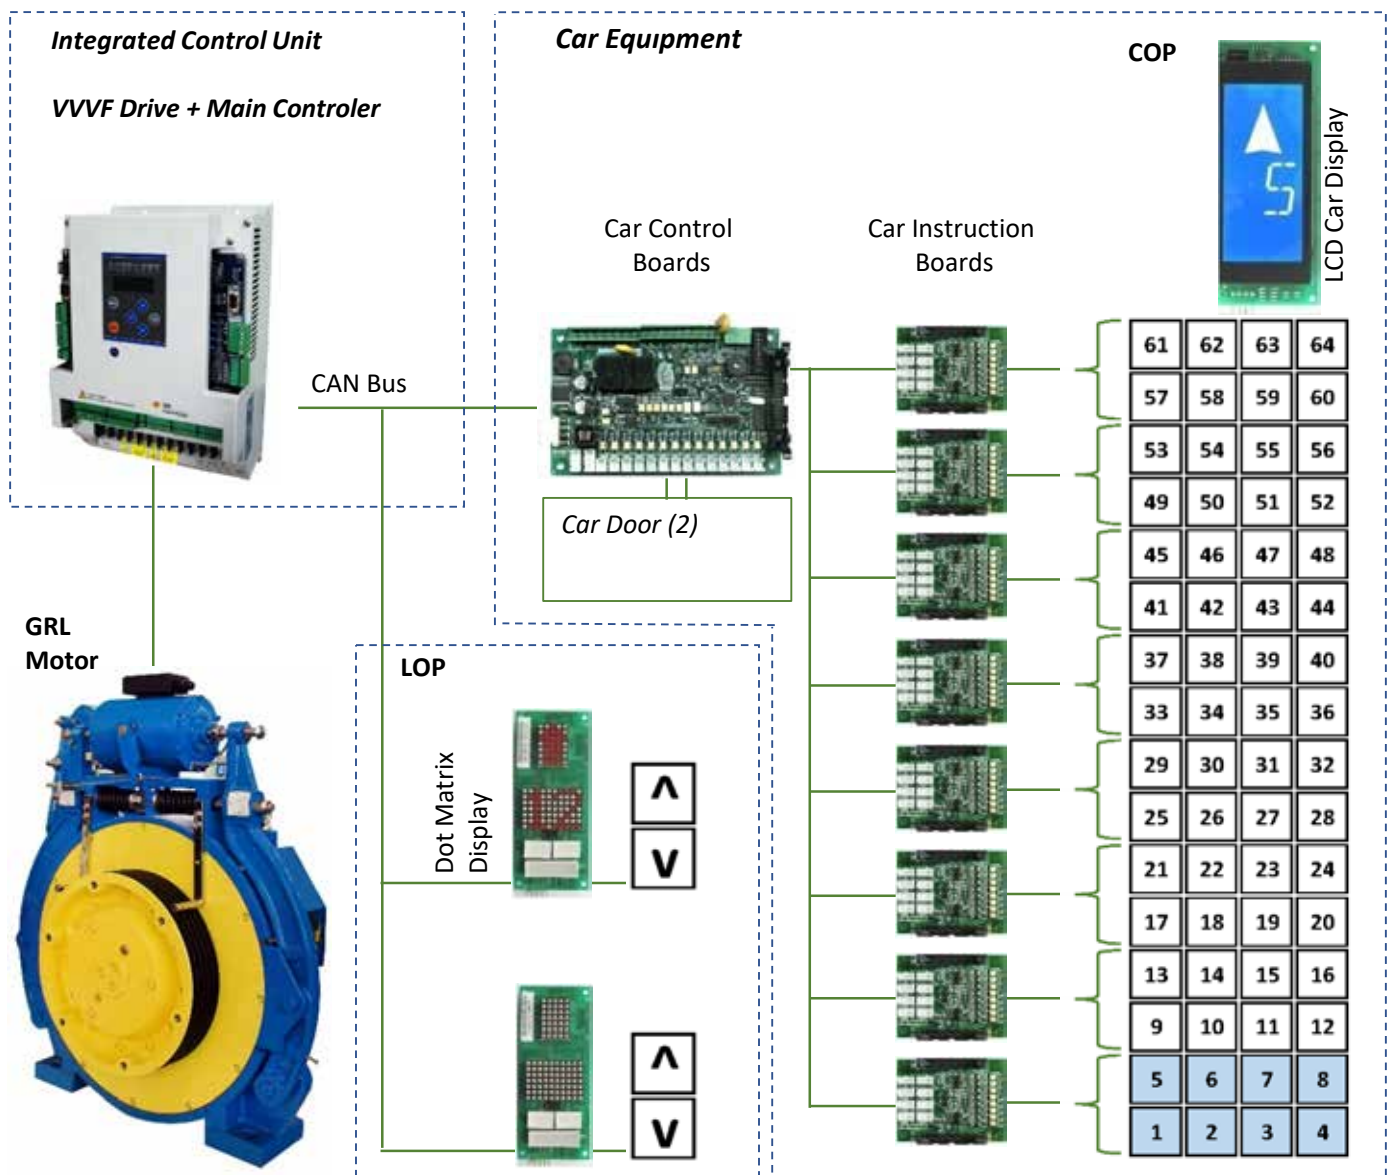 Integrated Control Unit
VVVF Drive + Main Controler
Car Equipment
COP
LCD Car Display
5
Car Control
Boards
Car Instruction
Boards
CAN Bus
Car Door (2)
61 62 63 64
57 58 59 60
53 54 55 56
49 50 51 52
45 46 47 48
41 42 43 44
37 38 39 40
33 34 35 36
29 30 31 32
25 26 27 28
21 22 23 24
17 18 19 20
13 14 15 16
9 10 11 12
5 6 7 8
1 2 3 4
GRL
Motor
LOP
Dot Matrix
Display